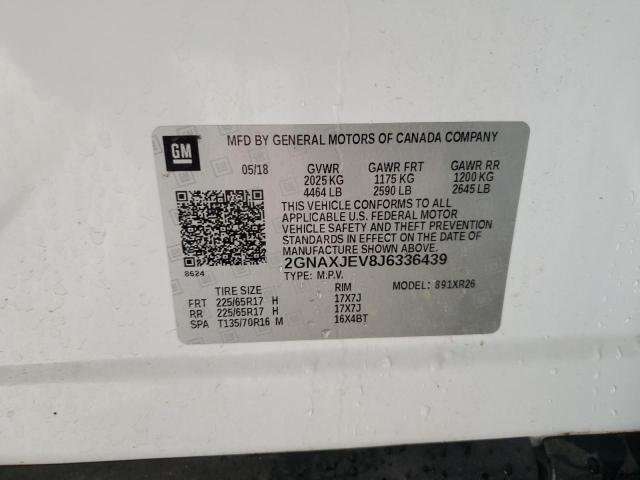 MFD BY GENERAL MOTORS OF CANADA COMPANY
GM
05/18 GVWR GAWR FRT GAWR RR
2025 KG 1175 KG 1200 KG
4464 LB 2590 LB 2645 LB
THIS VEHICLE CONFORMS TO ALL
APPLICABLE U.S. FEDERAL MOTOR
VEHICLE SAFETY AND THEFT PREVENTION
STANDARDS IN EFFECT ON THE DATE OF
MANUFACTURE SHOWN ABOVE.
2GNAXJEV8J6336439
8624
TYPE: M.P.V. MODEL: 891XR26
TIRE SIZE RIM
FRT 225/65R17 H 17X7J
RR 225/65R17 H 17X7J
SPA T135/70R16 M 16X4BT